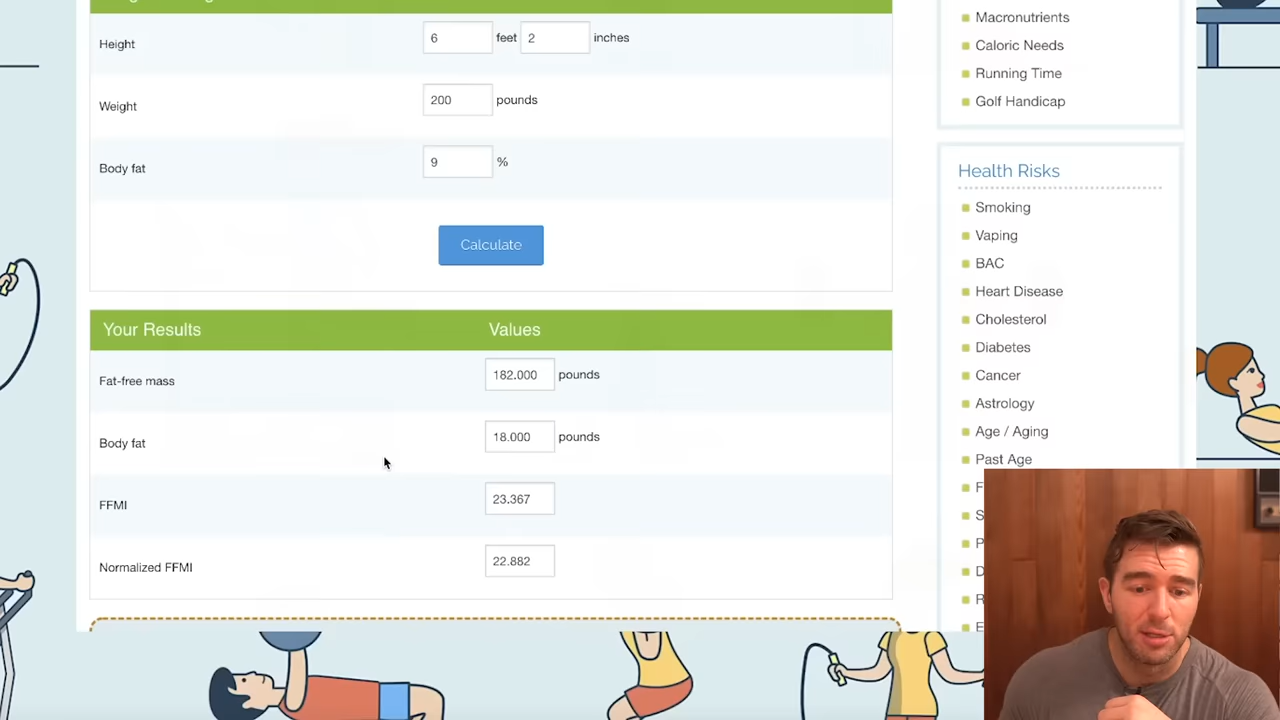 Height 6 feet 2 inches
Weight 200 pounds
Body fat 9 %
Calculate
Your Results Values
Fat-free mass 182.000 pounds
Body fat 18.000 pounds
FFMI 23.367
Normalized FFMI 22.882
Macronutrients
Caloric Needs
Running Time
Golf Handicap
Health Risks
Smoking
Vaping
BAC
Heart Disease
Cholesterol
Diabetes
Cancer
Astrology
Age / Aging
Past Age